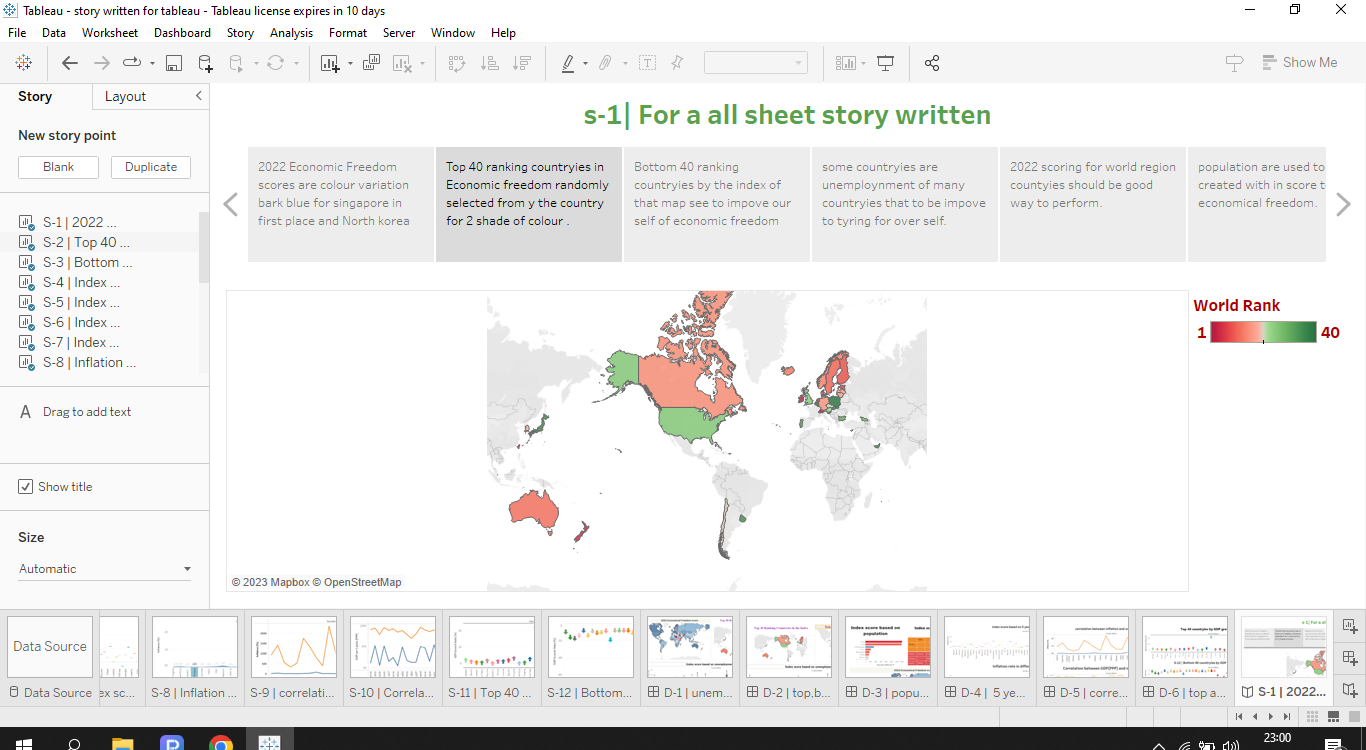 Tableau - story written for tableau - Tableau license expires in 10 days
File Data Worksheet Dashboard Story Analysis Format Server Window Help
Show Me
Story Layout
New story point
Blank Duplicate
S-1 | 2022 ...
S-2 | Top 40 ...
S-3 | Bottom ...
S-4 | Index ...
S-5 | Index ...
S-6 | Index ...
S-7 | Index ...
S-8 | Inflation ...
A Drag to add text
Show title
Size
Automatic
s-1| For a all sheet story written
2022 Economic Freedom
scores are colour variation
bark blue for singapore in
first place and North korea
Top 40 ranking countryies in
Economic freedom randomly
selected from y the country
for 2 shade of colour .
Bottom 40 ranking
countryies by the index of
that map see to impove our
self of economic freedom
some countryies are
unemploynment of many
countryies that to be impove
to tyring for over self.
2022 scoring for world region
countyies should be good
way to perform.
population are used to
created with in score t
economical freedom.
World Rank
1 40
© 2023 Mapbox © OpenStreetMap
Data Source
Data Source
ex sc...
S-8 | Inflation ...
S-9 | correlati...
S-10 | Correla...
S-11 | Top 40 ...
S-12 | Bottom...
D-1 | unem...
D-2 | top,b...
Index score based on
population
D-3 | popu...
D-4 | 5 ye...
D-5 | corre...
D-6 | top a...
s-1| For a
S-1 | 2022...
23:00